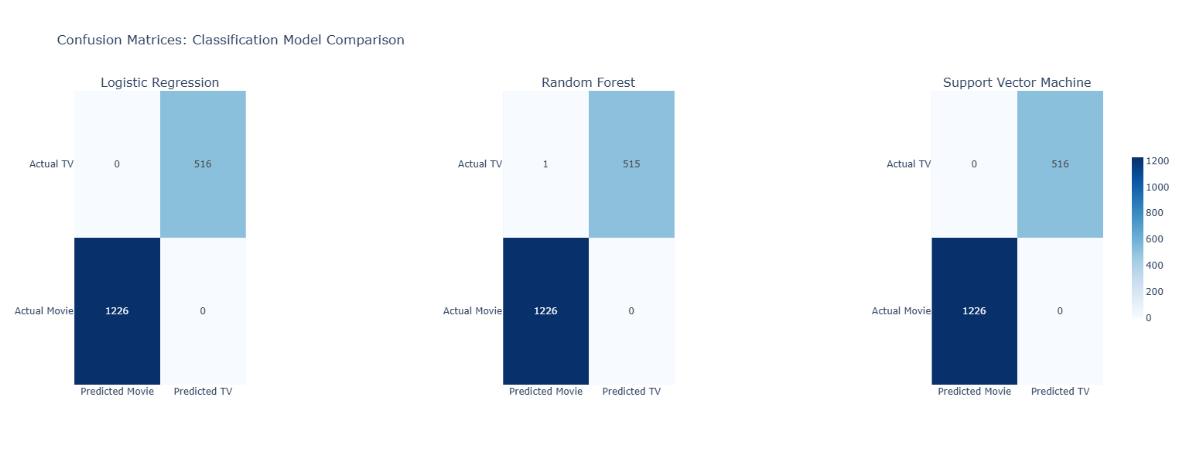 Confusion Matrices: Classification Model Comparison
Logistic Regression
Actual TV
0
516
Actual Movie
1226
0
Predicted Movie
Predicted TV
Random Forest
Actual TV
1
515
Actual Movie
1226
0
Predicted Movie
Predicted TV
Support Vector Machine
Actual TV
0
516
Actual Movie
1226
0
Predicted Movie
Predicted TV
1200
1000
800
600
400
200
0